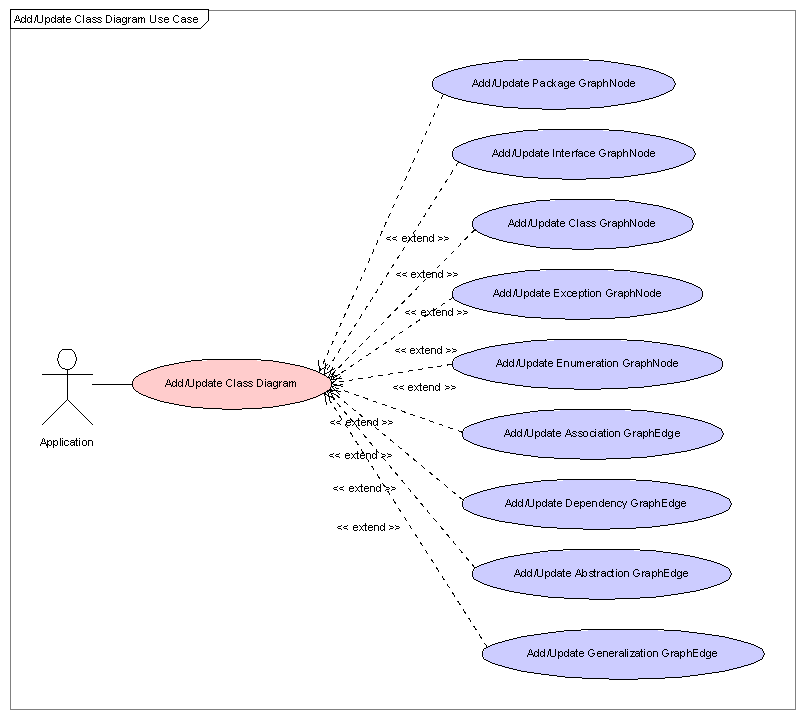 Add/Update Class Diagram Use Case
Add/Update Package GraphNode
Add/Update Interface GraphNode
Add/Update Class GraphNode
<< extend >>
<< extend >>
Add/Update Exception GraphNode
<< extend >>
<< extend >>
Add/Update Enumeration GraphNode
Add/Update Class Diagram
<< extend >>
<< extend >>
Add/Update Association GraphEdge
Application
<< extend >>
<< extend >>
Add/Update Dependency GraphEdge
<< extend >>
Add/Update Abstraction GraphEdge
Add/Update Generalization GraphEdge